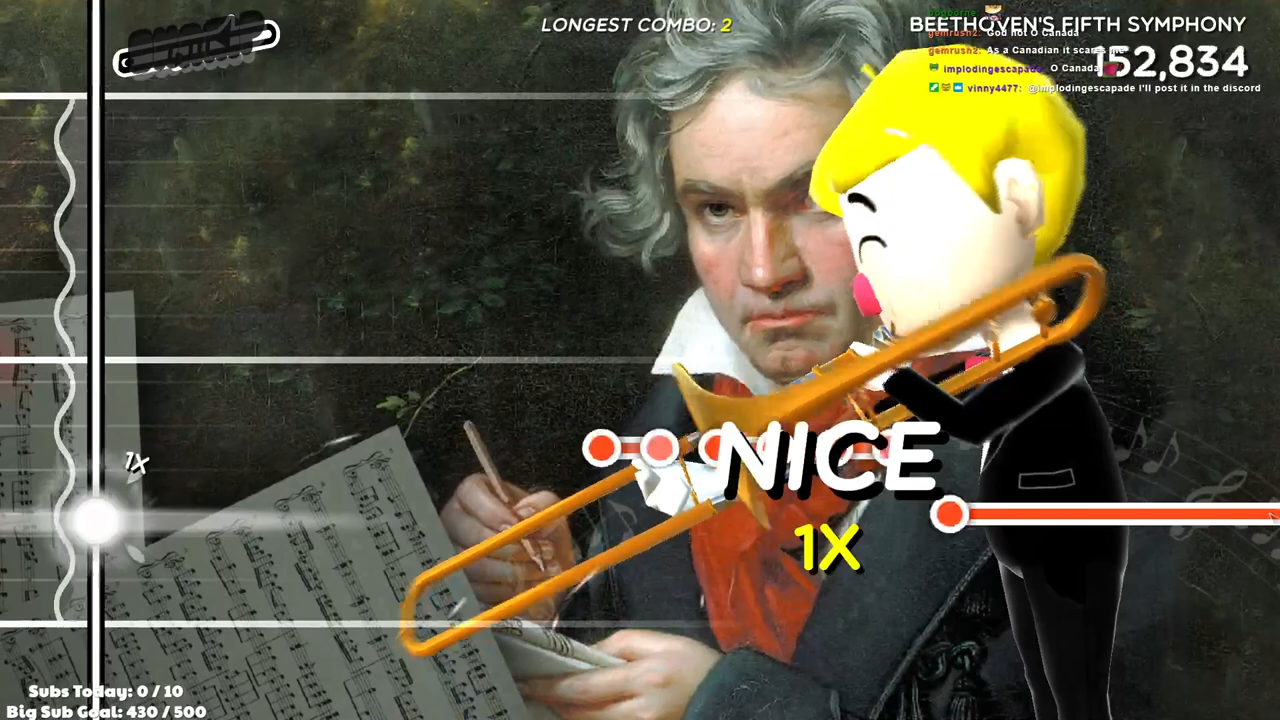 LONGEST COMBO: 2
BEETHOVEN'S FIFTH SYMPHONY
gemrush2: God not O Canada
152,834
gemrush2: As a Canadian it scares me
implodingescapade: O Canada
vinny4477: @implodingescapade I'll post it in the discord
1X
NICE
1X
Subs Today: 0 / 10
Big Sub Goal: 430 / 500